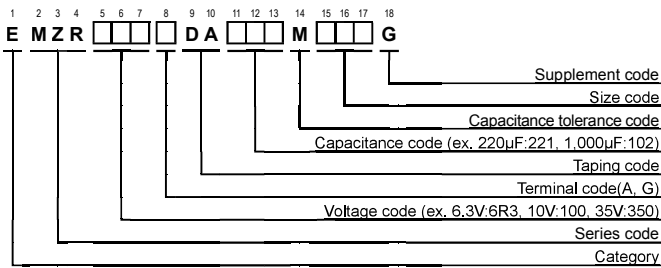 1 2 3 4 5 6 7 8 9 10 11 12 13 14 15 16 17 18
E M Z R □ □ □ □ D A □ □ □ M □ □ □ G
Supplement code
Size code
Capacitance tolerance code
Capacitance code (ex. 220μF:221, 1,000μF:102)
Taping code
Terminal code(A, G)
Voltage code (ex. 6.3V:6R3, 10V:100, 35V:350)
Series code
Category